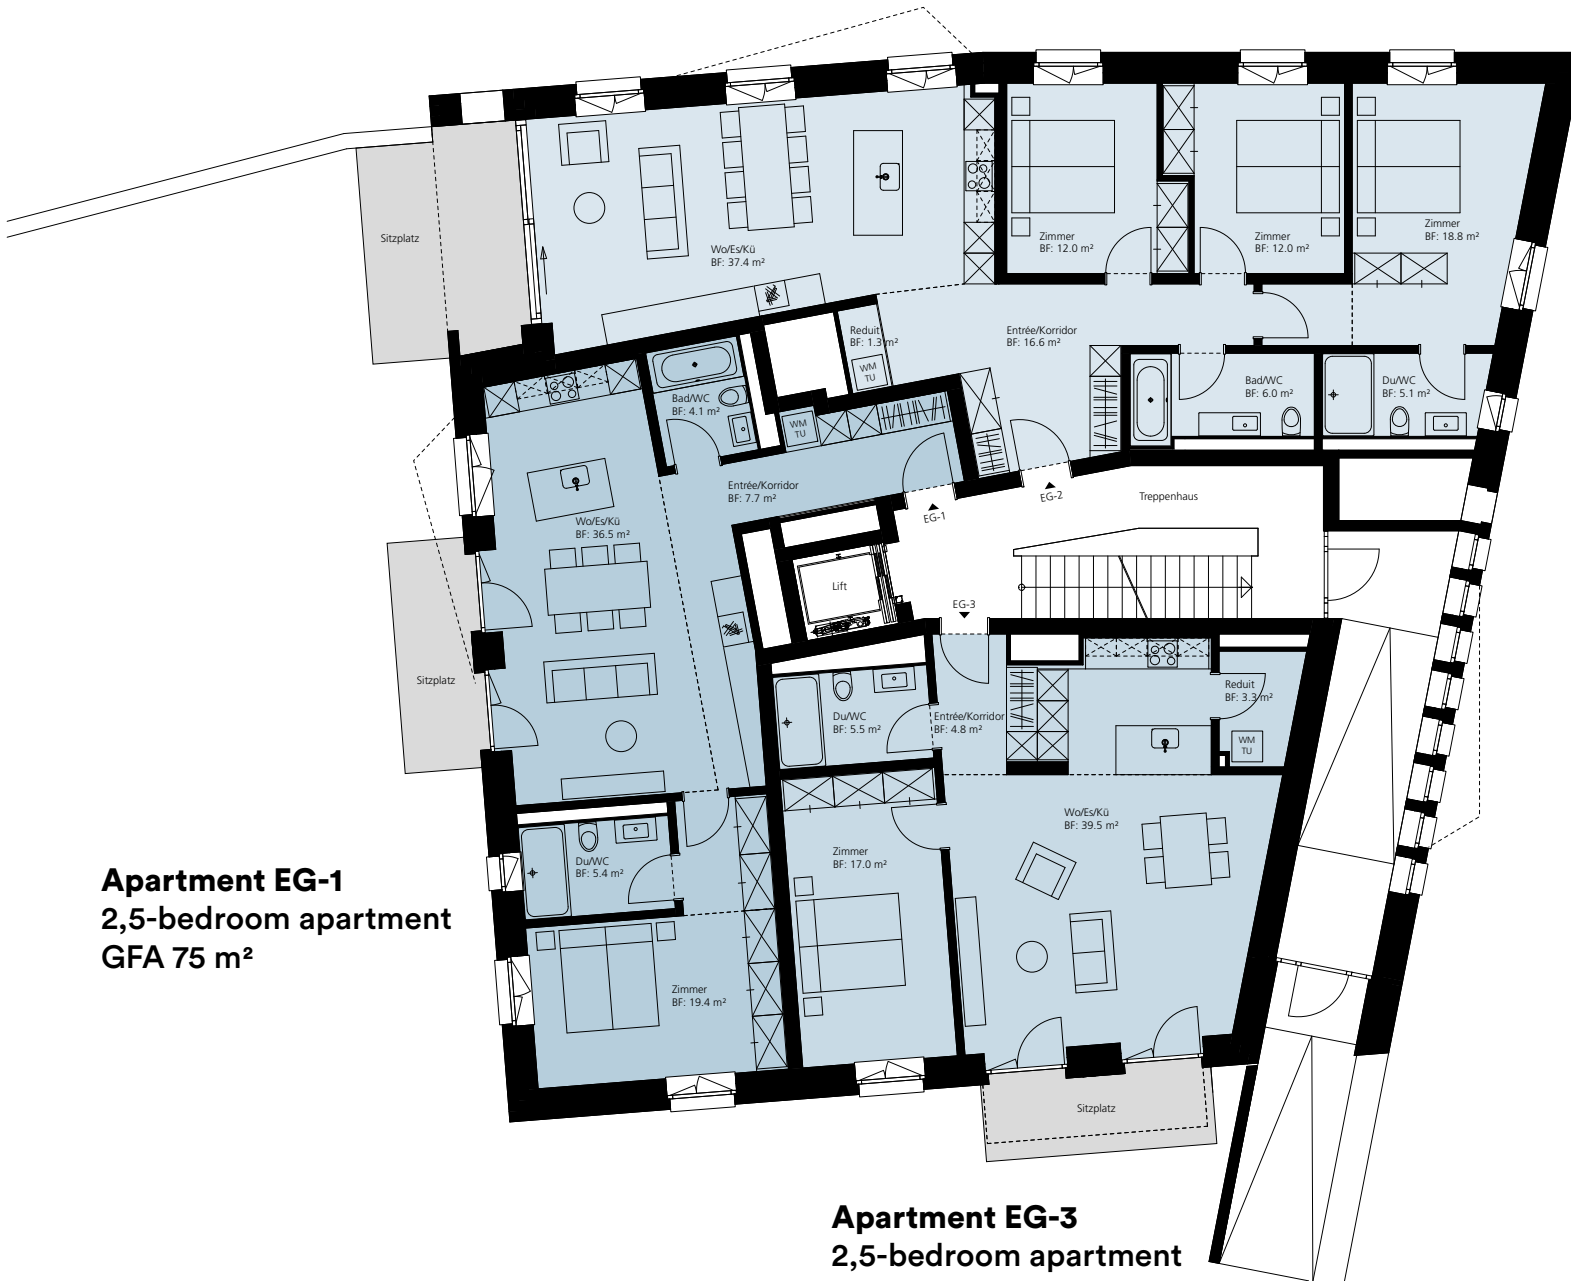 Sitzplatz
Wo/Es/Kü
BF: 37.4 m²
Zimmer
BF: 12.0 m²
Zimmer
BF: 12.0 m²
Zimmer
BF: 18.8 m²
Reduit
BF: 1.3 m²
WM
TU
Entrée/Korridor
BF: 16.6 m²
Bad/WC
BF: 6.0 m²
Du/WC
BF: 5.1 m²
Bad/WC
BF: 4.1 m²
WM
TU
Entrée/Korridor
BF: 7.7 m²
EG-1
EG-2
Treppenhaus
Wo/Es/Kü
BF: 36.5 m²
Lift
EG-3
Sitzplatz
Du/WC
BF: 5.5 m²
Entrée/Korridor
BF: 4.8 m²
Reduit
BF: 3.3 m²
WM
TU
Wo/Es/Kü
BF: 39.5 m²
Zimmer
BF: 17.0 m²
Du/WC
BF: 5.4 m²
Zimmer
BF: 19.4 m²
Sitzplatz
Apartment EG-1
2,5-bedroom apartment
GFA 75 m²
Apartment EG-3
2,5-bedroom apartment